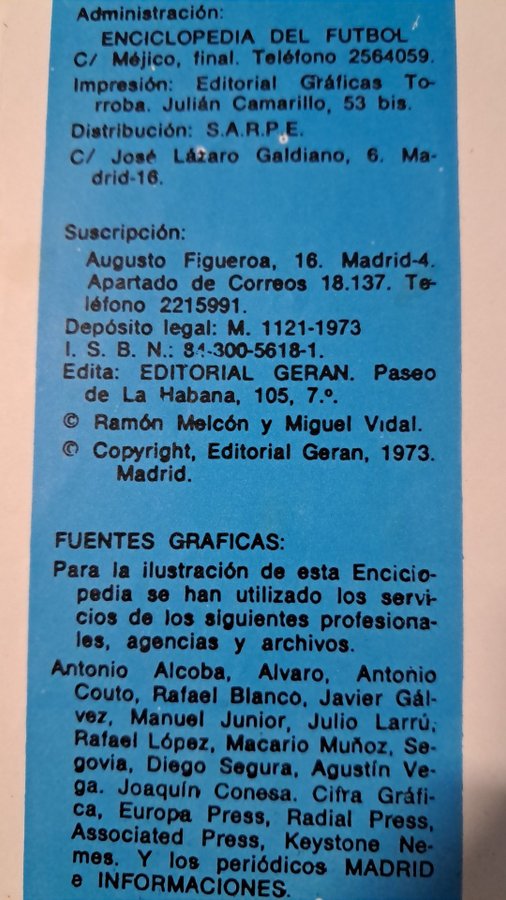 Administración:
ENCICLOPEDIA DEL FUTBOL
C/ Méjico, final. Teléfono 2564059.
Impresión: Editorial Gráficas To-
rroba. Julián Camarillo, 53 bis.
Distribución: S.A.R.P.E.
C/ José Lázaro Galdiano, 6. Ma-
drid-16.
Suscripción:
Augusto Figueroa, 16. Madrid-4.
Apartado de Correos 18.137. Te-
léfono 2215991.
Depósito legal: M. 1121-1973
I. S. B. N.: 84-300-5618-1.
Edita: EDITORIAL GERAN. Paseo
de La Habana, 105, 7.º.
© Ramón Melcón y Miguel Vidal.
© Copyright, Editorial Geran, 1973.
Madrid.
FUENTES GRAFICAS:
Para la ilustración de esta Enciclo-
pedia se han utilizado los servi-
cios de los siguientes profesiona-
les, agencias y archivos.
Antonio Alcoba, Alvaro, Antonio
Couto, Rafael Blanco, Javier Gál-
vez, Manuel Junior, Julio Larrú,
Rafael López, Macario Muñoz, Se-
govia, Diego Segura, Agustín Ve-
ga. Joaquín Conesa. Cifra Gráfi-
ca, Europa Press, Radial Press,
Associated Press, Keystone Ne-
mes. Y los periódicos MADRID
e INFORMACIONES.